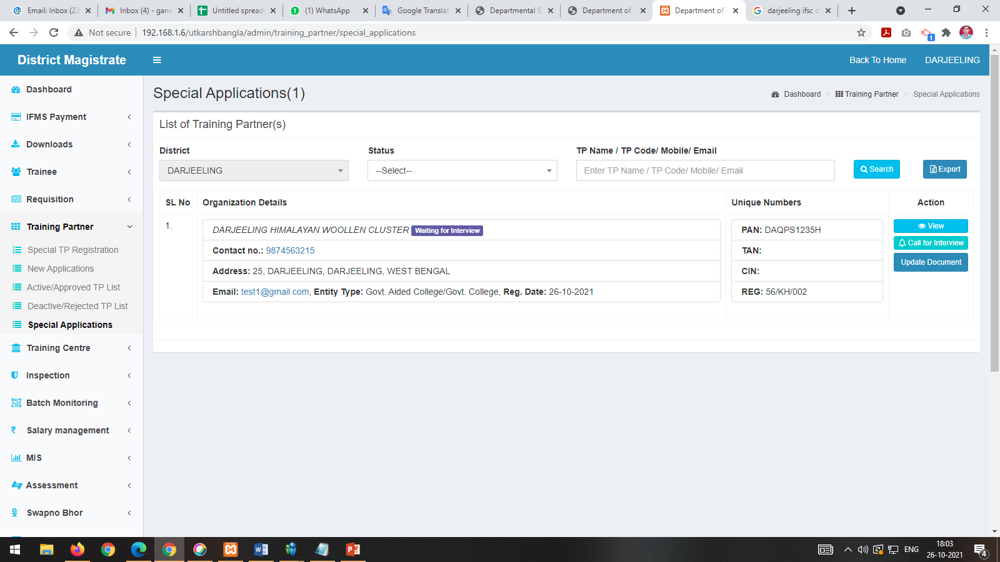 Email: Inbox (23
Inbox (4) - gane
Untitled spreads
(1) WhatsApp
Google Translat
Departmental S
Department of
Department of
darjeeling ifsc c
Not secure
192.168.1.6/utkarshbangla/admin/training_partner/special_applications
1
District Magistrate
Back To Home
DARJEELING
Dashboard
IFMS Payment
Downloads
Trainee
Requisition
Training Partner
Special TP Registration
New Applications
Active/Approved TP List
Deactive/Rejected TP List
Special Applications
Training Centre
Inspection
Batch Monitoring
Salary management
MIS
Assessment
Swapno Bhor
Special Applications(1)
Dashboard > Training Partner > Special Applications
List of Training Partner(s)
District
Status
TP Name / TP Code/ Mobile/ Email
DARJEELING
--Select--
Enter TP Name / TP Code/ Mobile/ Email
Search
Export
SL No
Organization Details
Unique Numbers
Action
1.
DARJEELING HIMALAYAN WOOLLEN CLUSTER Waiting for Interview
Contact no.: 9874563215
Address: 25, DARJEELING, DARJEELING, WEST BENGAL
Email: test1@gmail.com, Entity Type: Govt. Aided College/Govt. College, Reg. Date: 26-10-2021
PAN: DAQPS1235H
TAN:
CIN:
REG: 56/KH/002
View
Call for Interview
Update Document
ENG
18:03
26-10-2021
4